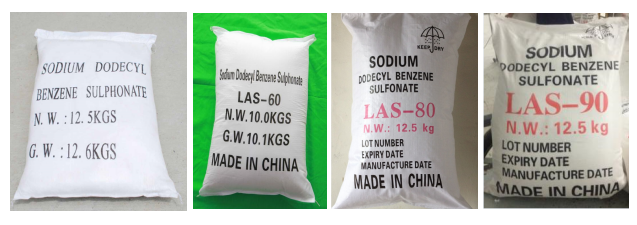 SODIUM DODECYL
BENZENE SULPHONATE
N.W.:12.5KGS
G.W.:12.6KGS
Sodium Dodecyl Benzene Sulphonate
LAS-60
N.W.10.0KGS
G.W.10.1KGS
MADE IN CHINA
KEEP DRY
SODIUM
DODECYL BENZENE
SULFONATE
LAS-80
N.W.: 12.5 kg
LOT NUMBER
EXPIRY DATE
MANUFACTURE DATE
MADE IN CHINA
SODIUM
DODECYL BENZENE
SULFONATE
LAS-90
N.W.: 12.5 kg
LOT NUMBER
EXPIRY DATE
MANUFACTURE DATE
MADE IN CHINA